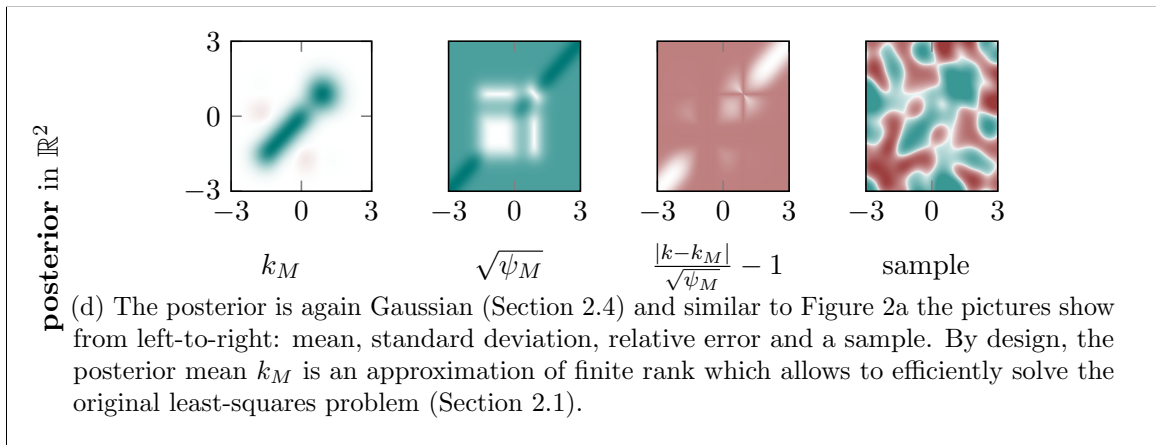 posterior in ℝ²
3
0
−3
−3 0 3
−3 0 3
−3 0 3
−3 0 3
k_M
√ψ_M
|k−k_M|/√ψ_M − 1
sample
(d) The posterior is again Gaussian (Section 2.4) and similar to Figure 2a the pictures show
from left-to-right: mean, standard deviation, relative error and a sample. By design, the
posterior mean k_M is an approximation of finite rank which allows to efficiently solve the
original least-squares problem (Section 2.1).